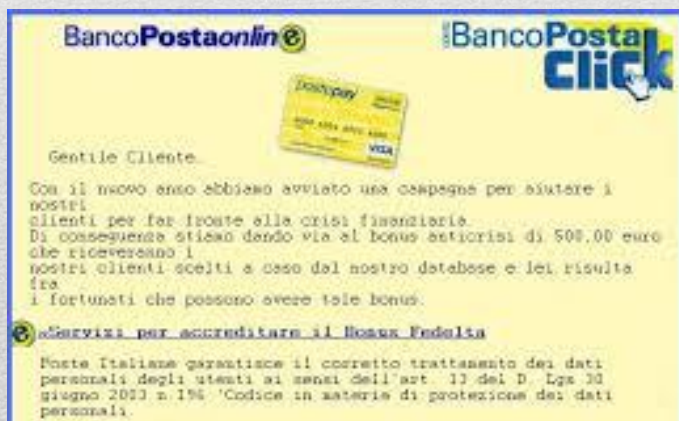 BancoPostaonline
BancoPosta
Click
postepay
VISA
Gentile Cliente.
Con il nuovo anno abbiamo avviato una campagna per aiutare i
nostri
clienti per far fronte alla crisi finanziaria.
Di conseguenza stiamo dando via al bonus anticrisi di 500,00 euro
che riceveranno i
nostri clienti scelti a caso dal nostro database e lei risulta
fra
i fortunati che possono avere tale bonus.
»Servizi per accreditare il Bonus Fedelta
Poste Italiane garantisce il corretto trattamento dei dati
personali degli utenti ai sensi dell'art. 13 del D. Lgs 30
giugno 2003 n.196 'Codice in materia di protezione dei dati
personali